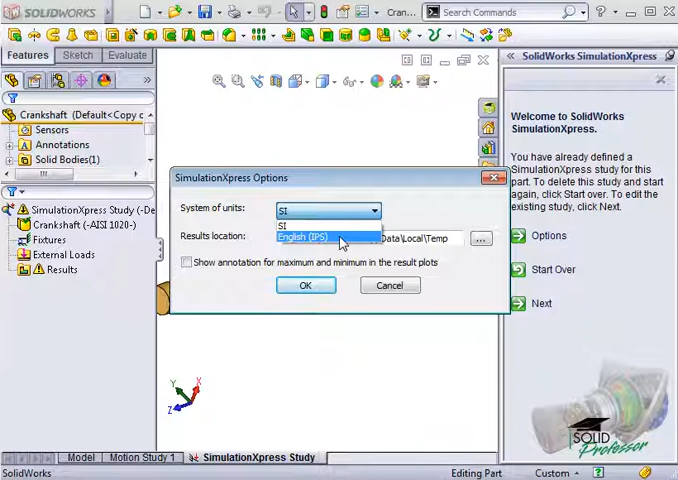 SOLIDWORKS
Cran...
Search Commands
Features
Sketch
Evaluate
SolidWorks SimulationXpress
Crankshaft (Default<Copy c
Sensors
Annotations
Solid Bodies(1)
SimulationXpress Study (-De
Crankshaft (-AISI 1020-)
Fixtures
External Loads
Results
SimulationXpress Options
System of units:
SI
SI
English (IPS)
Results location:
Data\Local\Temp
...
Show annotation for maximum and minimum in the result plots
OK
Cancel
Welcome to SolidWorks
SimulationXpress.
You have already defined a
SimulationXpress study for this
part. To delete this study and start
again, click Start over. To edit the
existing study, click Next.
Options
Start Over
Next
Y
X
Z
SOLID
Professor
Model
Motion Study 1
SimulationXpress Study
SolidWorks
Editing Part
Custom